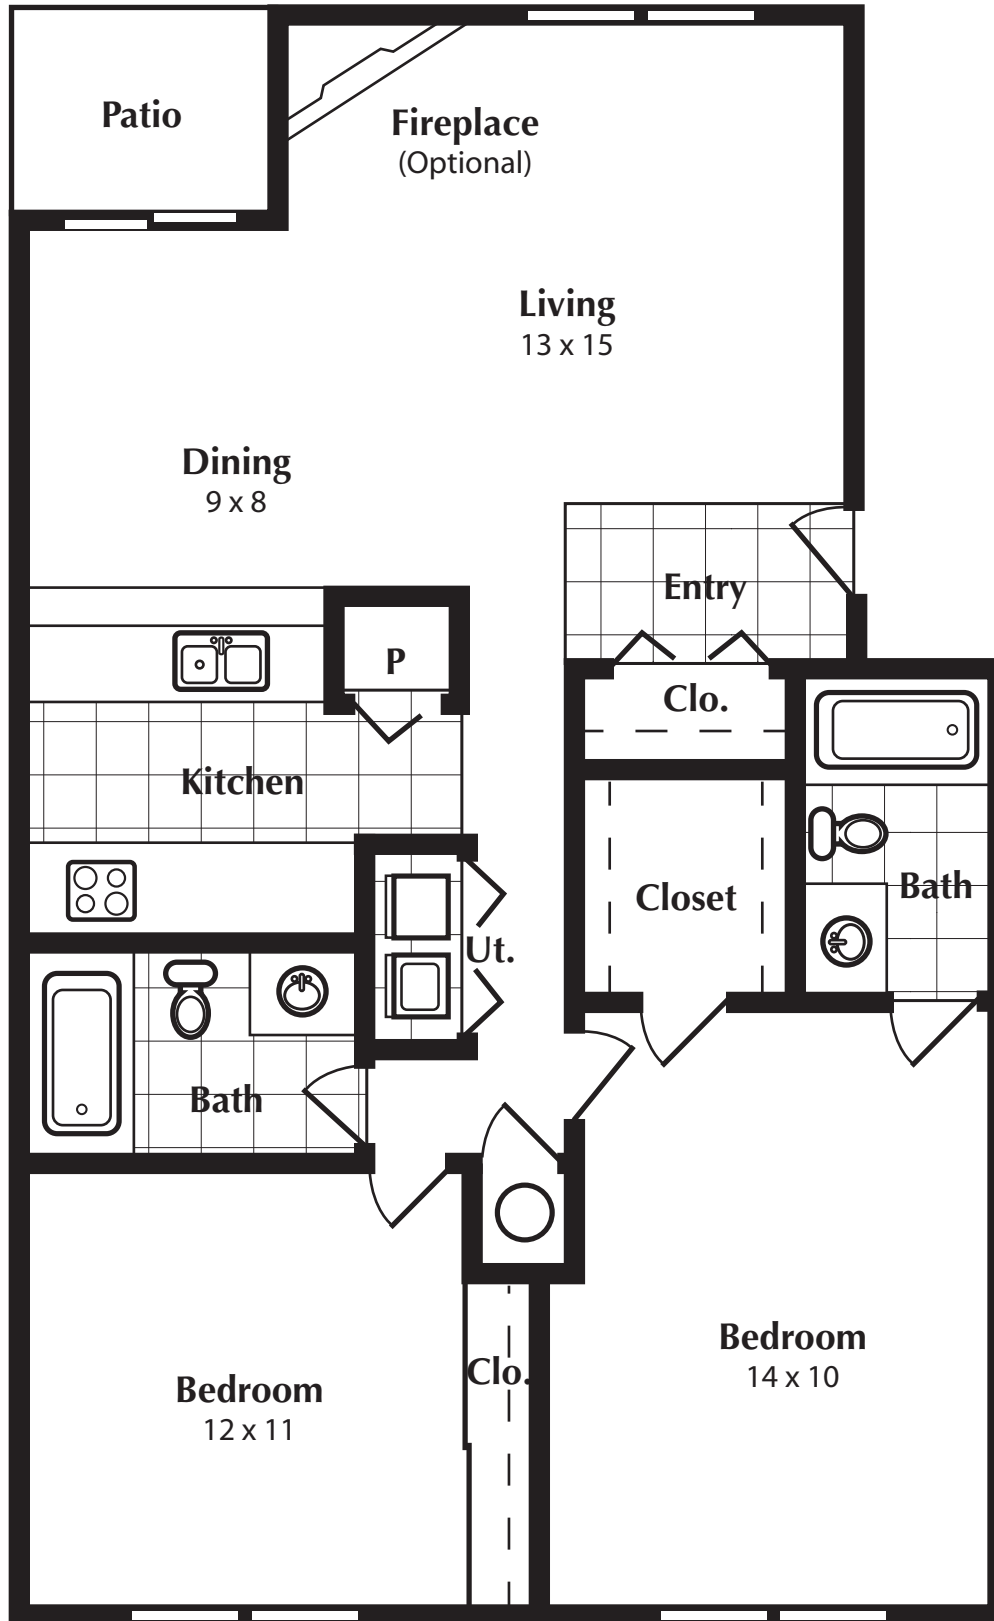 Patio
Fireplace
(Optional)
Living
13 x 15
Dining
9 x 8
Entry
P
Clo.
Kitchen
Bath
Closet
Ut.
Bath
Bedroom
14 x 10
Clo.
Bedroom
12 x 11